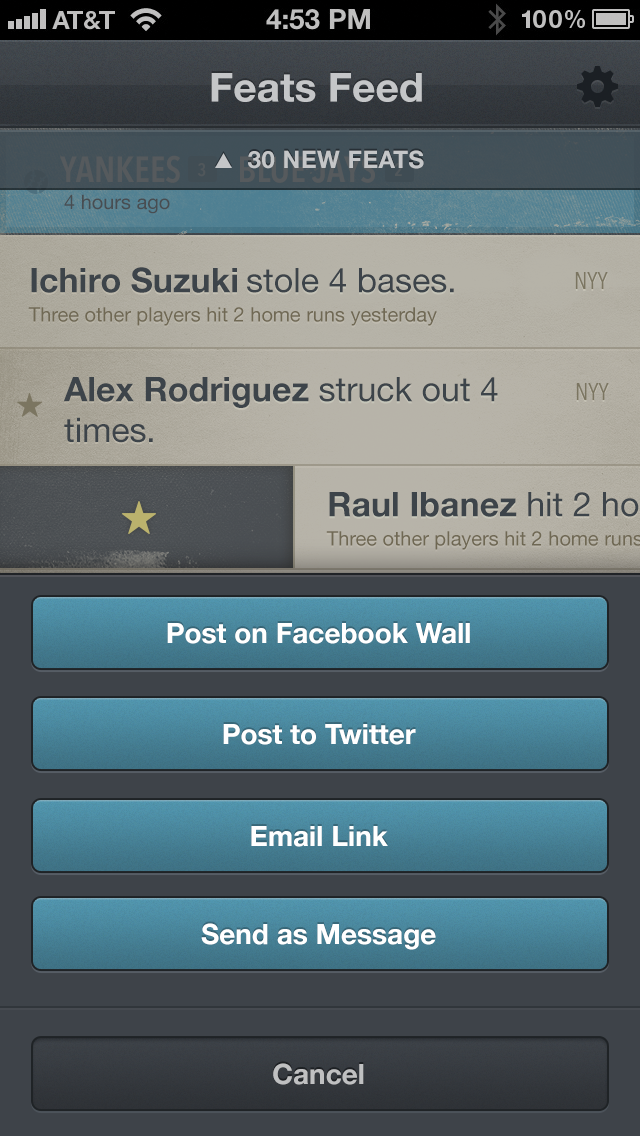 AT&T 4:53 PM 100%
Feats Feed
▲ 30 NEW FEATS
YANKEES 3 BLUE JAYS 2
4 hours ago
Ichiro Suzuki stole 4 bases. NYY
Three other players hit 2 home runs yesterday
Alex Rodriguez struck out 4 NYY
times.
Raul Ibanez hit 2 ho
Three other players hit 2 home runs
Post on Facebook Wall
Post to Twitter
Email Link
Send as Message
Cancel